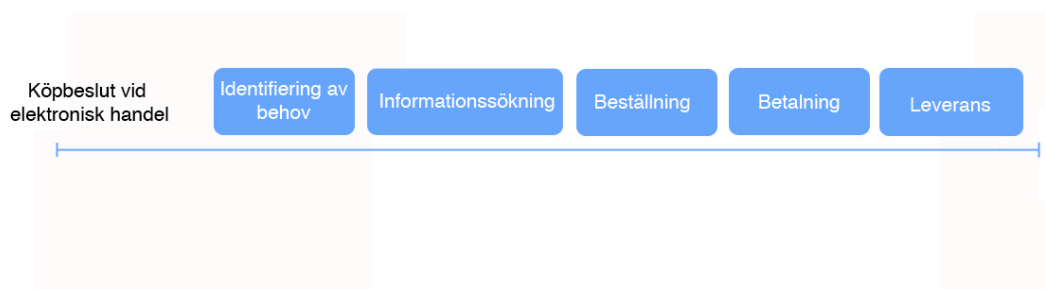 Köpbeslut vid
elektronisk handel
Identifiering av
behov
Informationssökning
Beställning
Betalning
Leverans